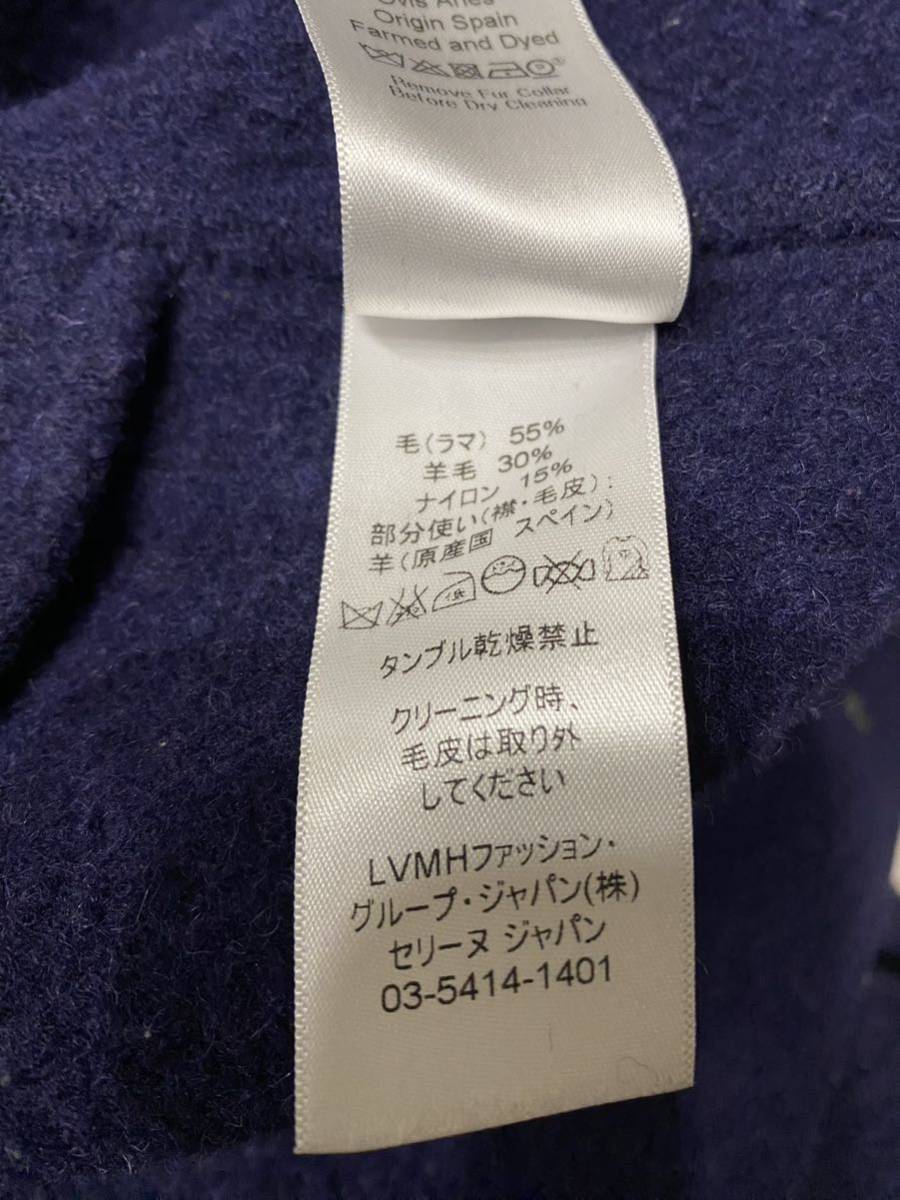 Ovis Aries
Origin Spain
Farmed and Dyed
Remove Fur Collar
Before Dry Cleaning
毛(ラマ) 55%
羊毛 30%
ナイロン 15%
部分使い(襟・毛皮):
羊(原産国 スペイン)
タンブル乾燥禁止
クリーニング時、
毛皮は取り外
してください
LVMHファッション・
グループ・ジャパン(株)
セリーヌ ジャパン
03-5414-1401